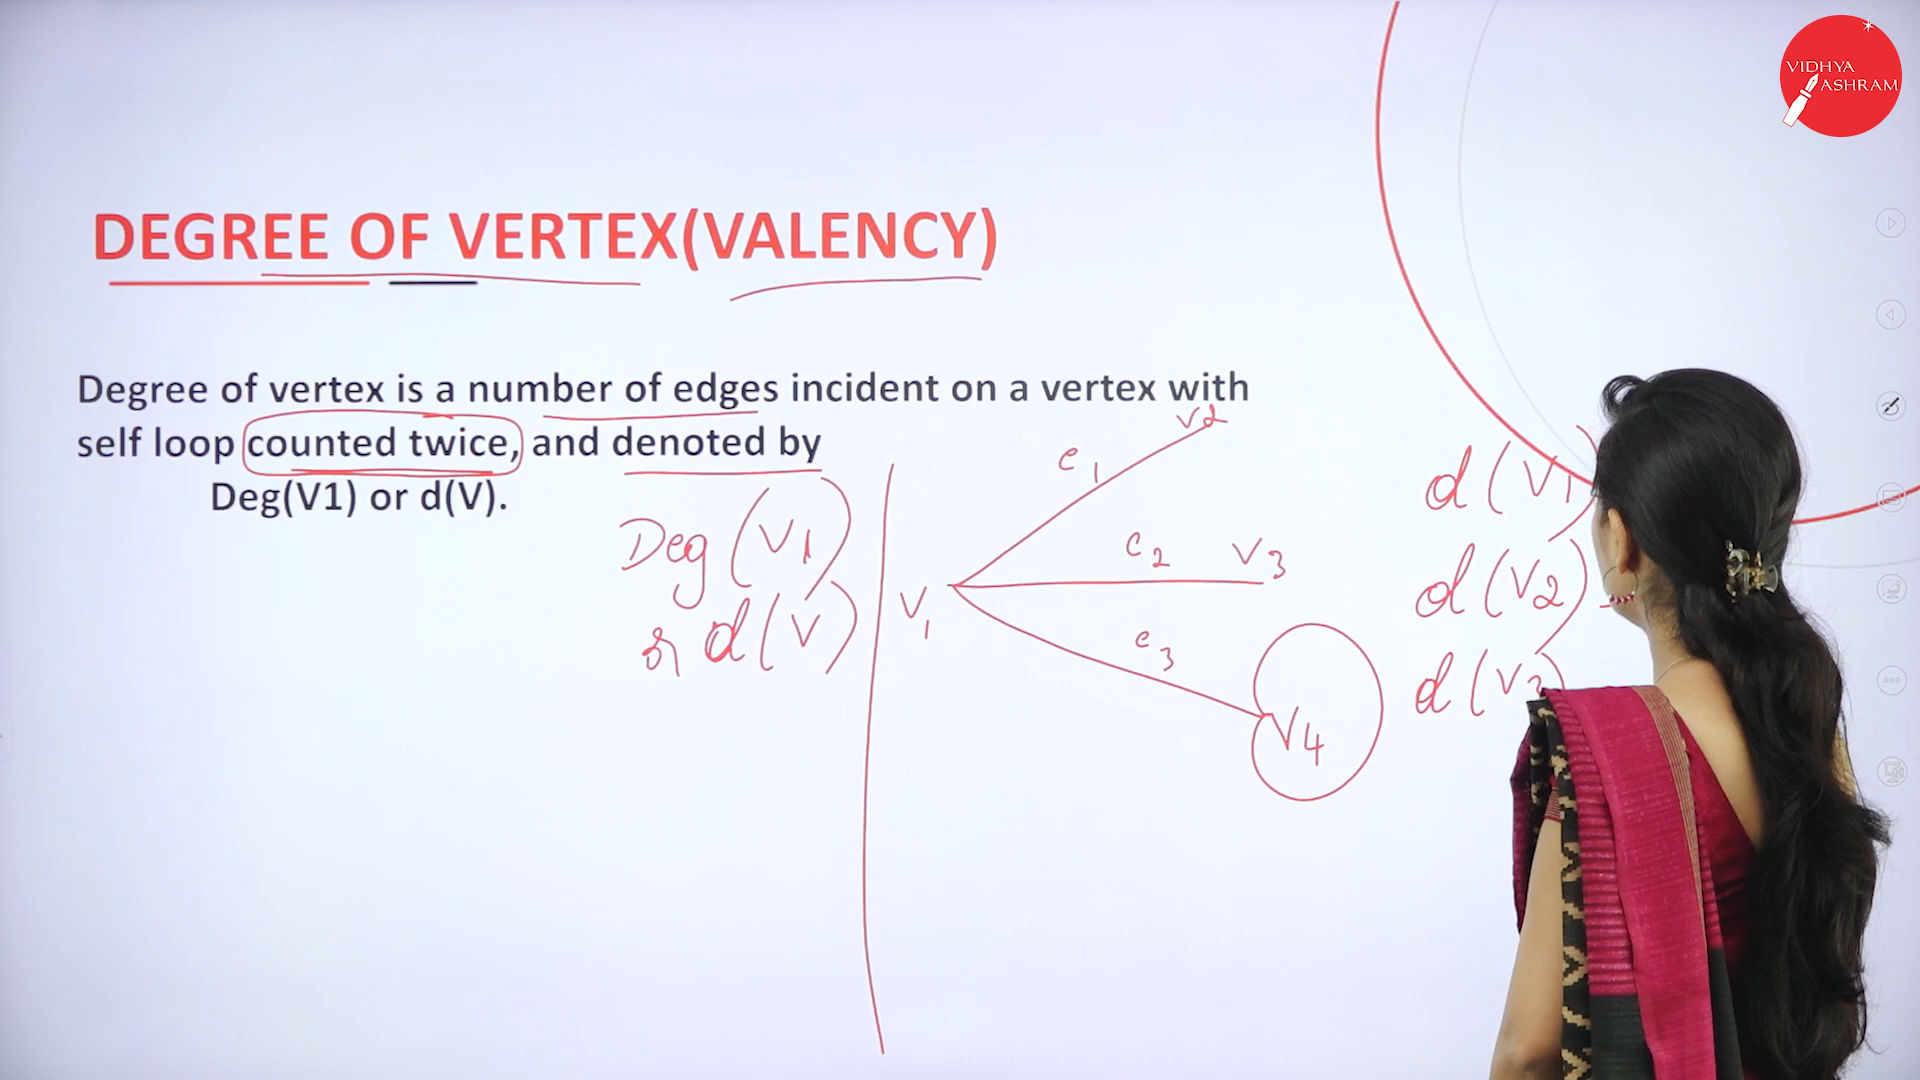 VIDHYA
ASHRAM
DEGREE OF VERTEX(VALENCY)
Degree of vertex is a number of edges incident on a vertex with
self loop counted twice, and denoted by
Deg(V1) or d(V).
Deg (V1)
or d(V)
V1
e1
V2
e2
V3
e3
V4
d(V1)
d(V2)
d(V3)